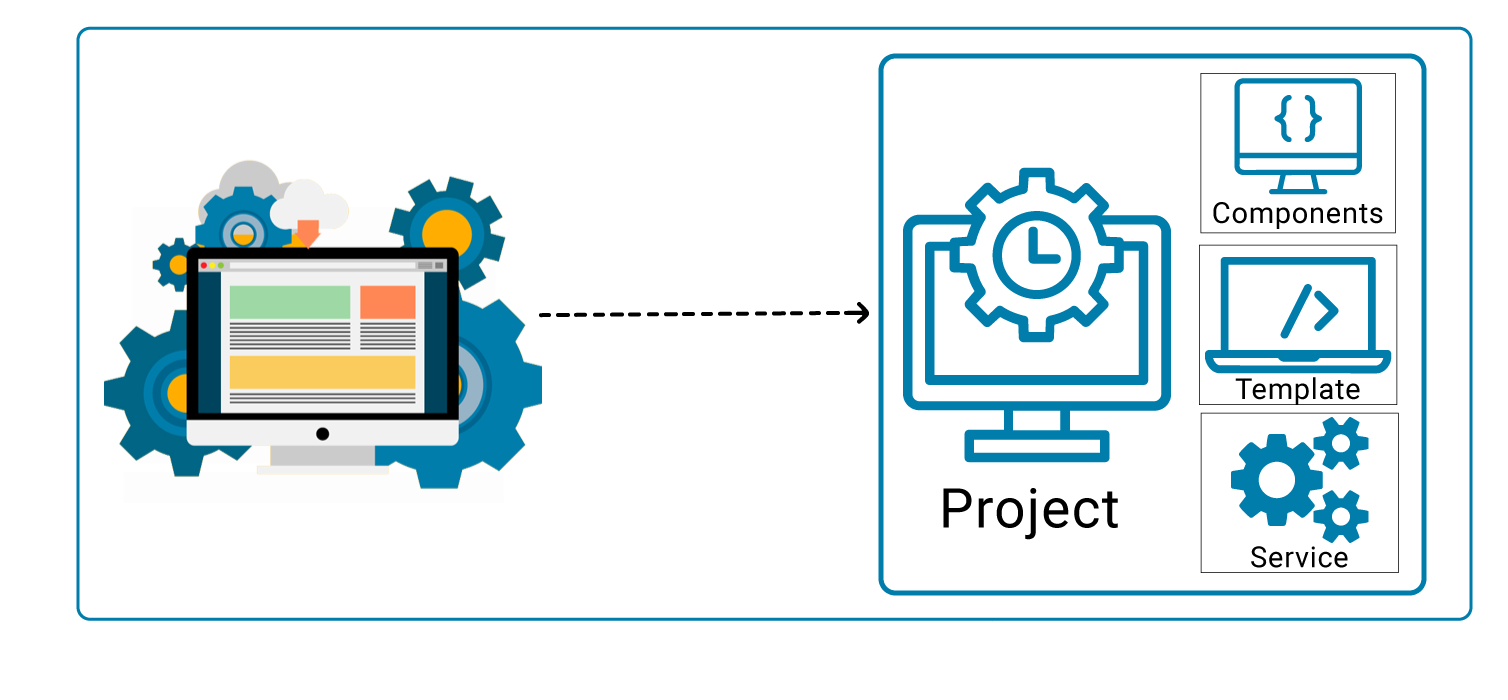 Components
Template
Service
Project